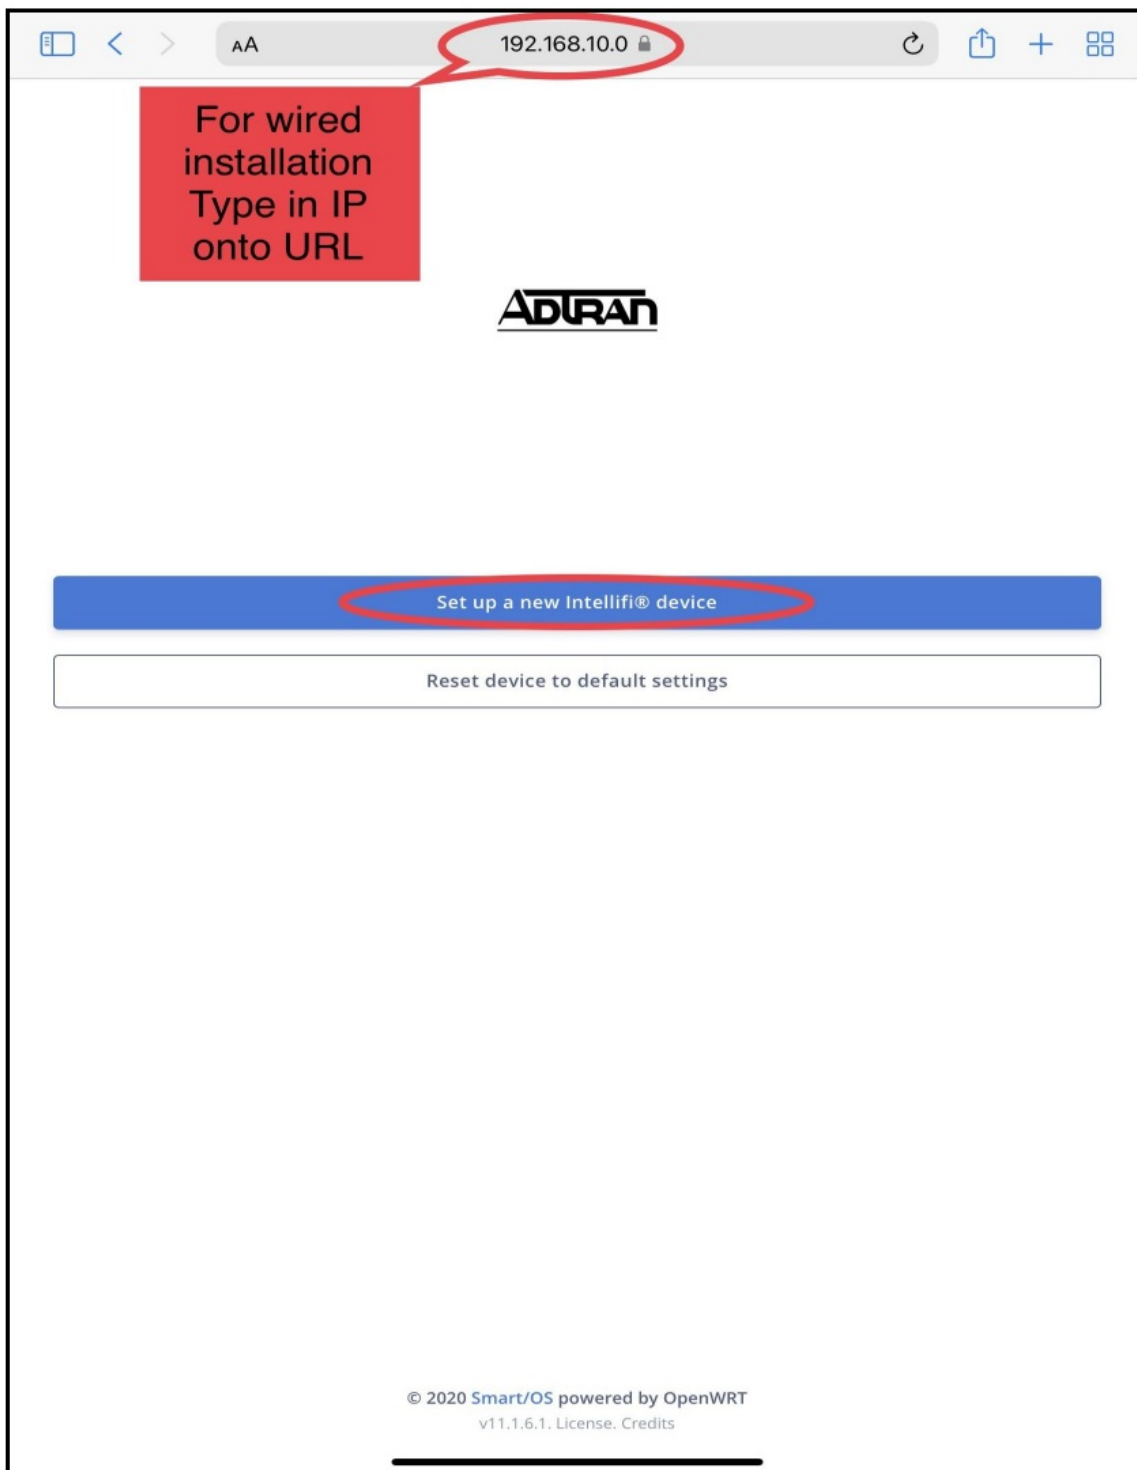 AA
192.168.10.0
For wired
installation
Type in IP
onto URL
ADTRAN
Set up a new Intellifi® device
Reset device to default settings
© 2020 Smart/OS powered by OpenWRT
v11.1.6.1. License. Credits